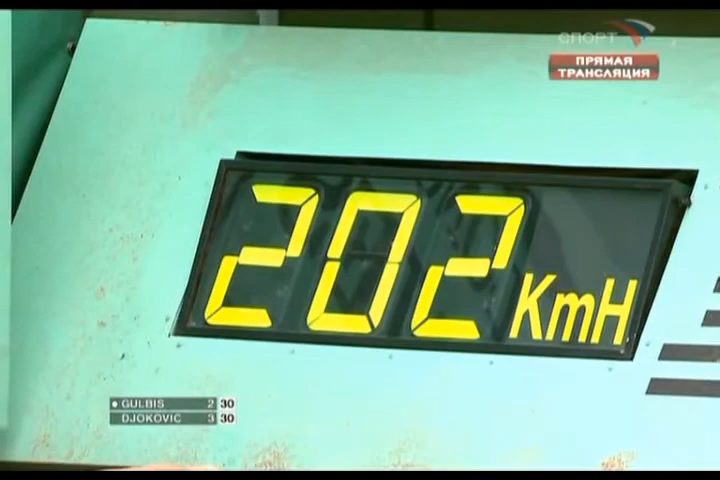 СПОРТ
ПРЯМАЯ
ТРАНСЛЯЦИЯ
202 KmH
GULBIS 2 30
DJOKOVIC 3 30